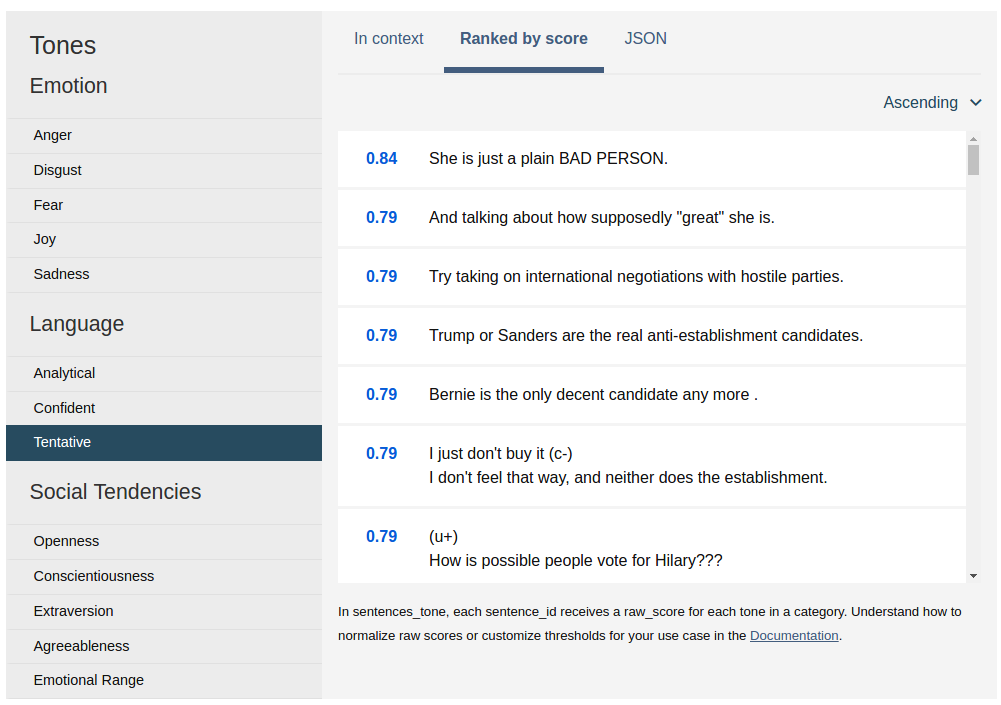 Tones
Emotion
Anger
Disgust
Fear
Joy
Sadness
Language
Analytical
Confident
Tentative
Social Tendencies
Openness
Conscientiousness
Extraversion
Agreeableness
Emotional Range
In context
Ranked by score
JSON
Ascending
0.84 She is just a plain BAD PERSON.
0.79 And talking about how supposedly "great" she is.
0.79 Try taking on international negotiations with hostile parties.
0.79 Trump or Sanders are the real anti-establishment candidates.
0.79 Bernie is the only decent candidate any more .
0.79 I just don't buy it (c-)
I don't feel that way, and neither does the establishment.
0.79 (u+)
How is possible people vote for Hilary???
In sentences_tone, each sentence_id receives a raw_score for each tone in a category. Understand how to
normalize raw scores or customize thresholds for your use case in the Documentation.